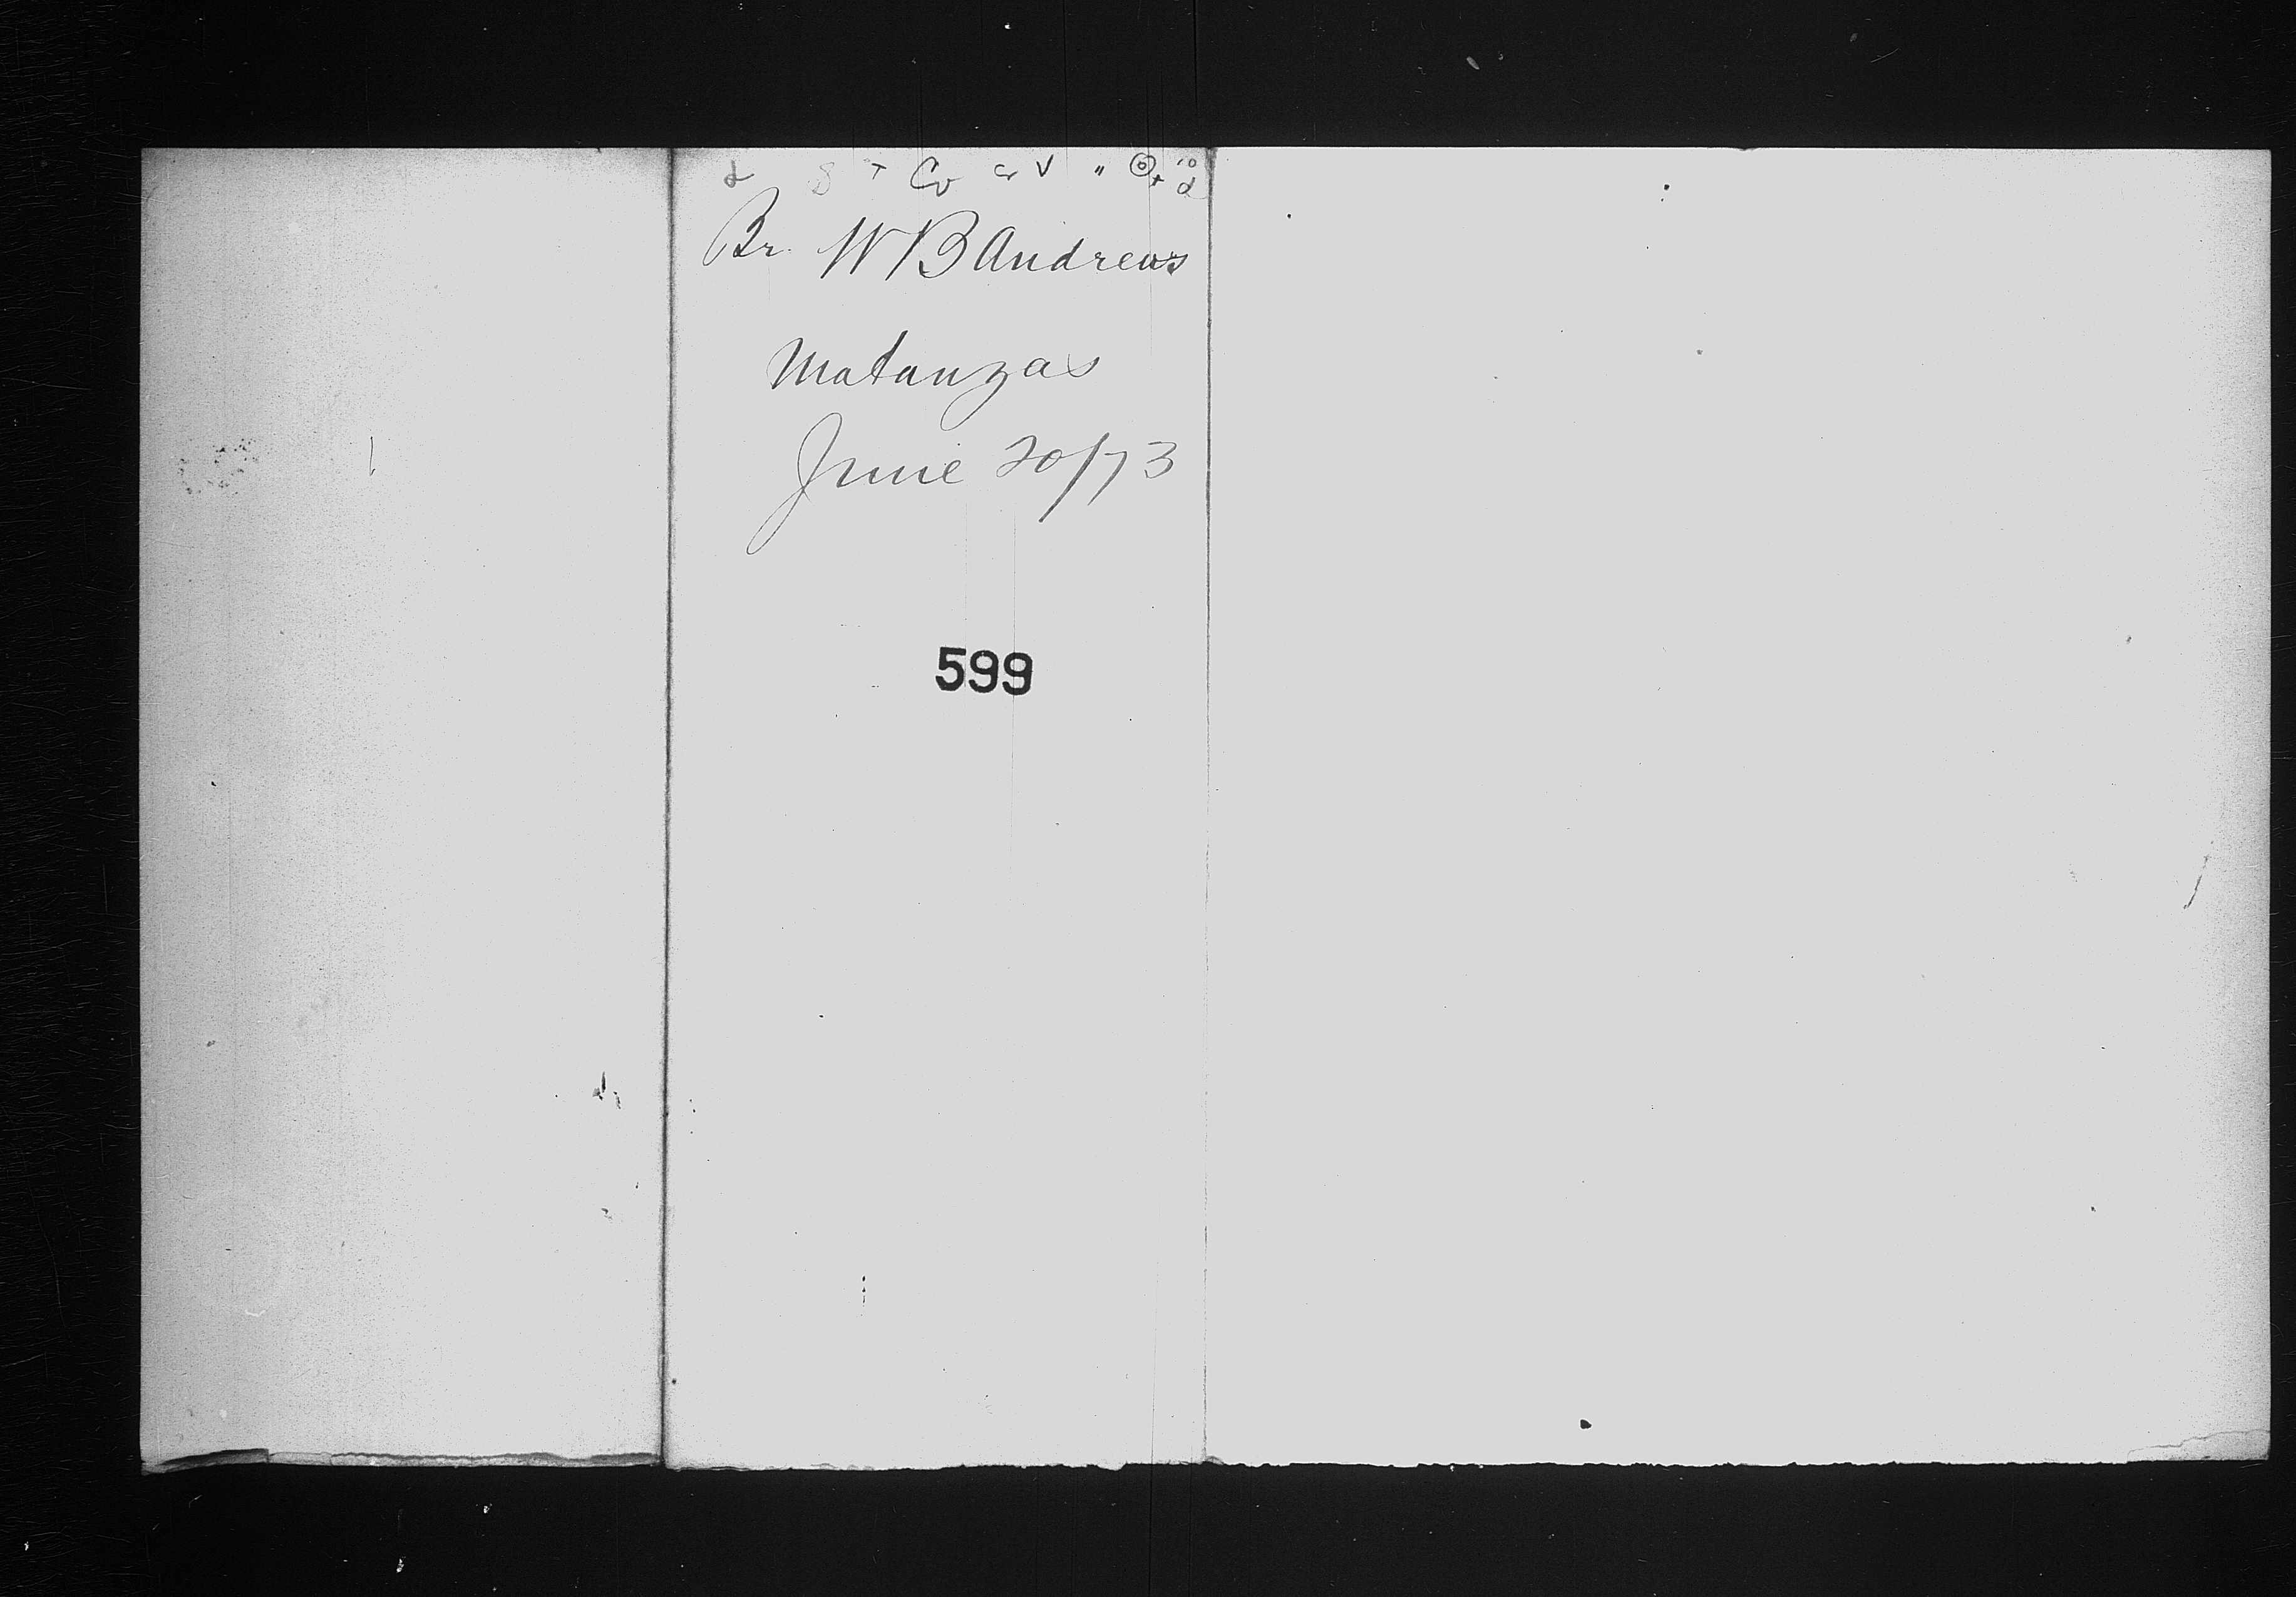 Br. W B Andrews
Matanzas
June 20/73
599